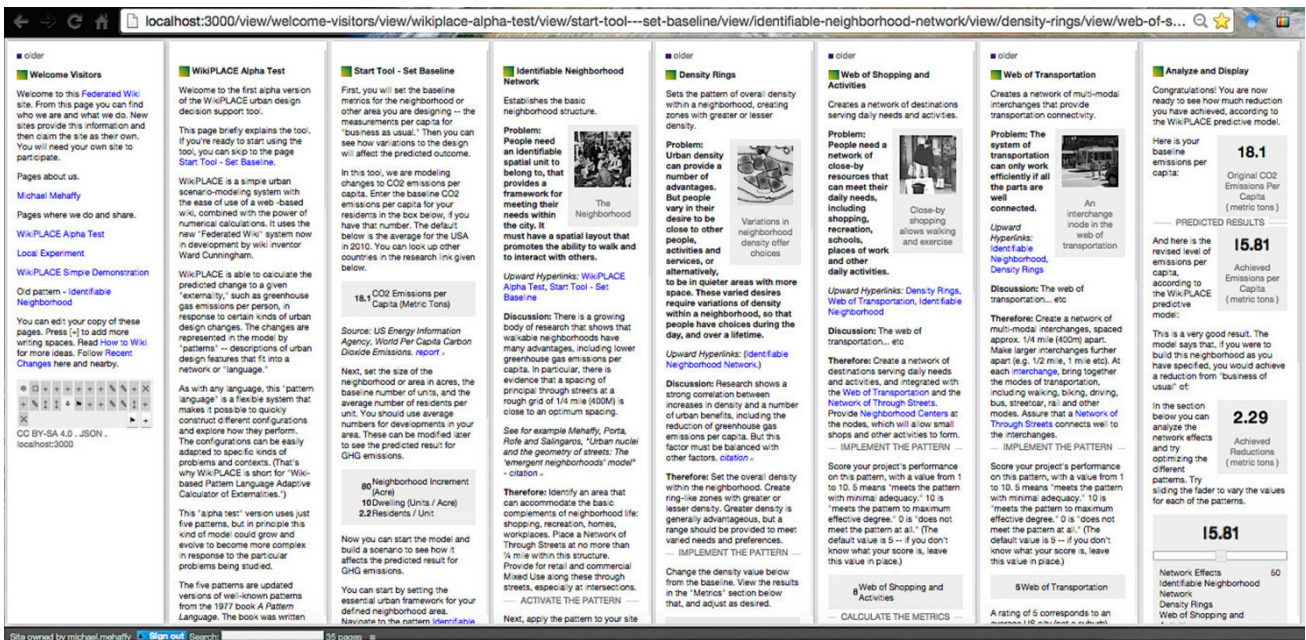 localhost:3000/view/welcome-visitors/view/wikiplace-alpha-test/view/start-tool---set-baseline/view/identifiable-neighborhood-network/view/density-rings/view/web-of-s...
older
Welcome Visitors
Welcome to this Federated Wiki
site. From this page you can find
who we are and what we do. New
sites provide this information and
then claim the site as their own.
You will need your own site to
participate.
Pages about us.
Michael Mehaffy
Pages where we do and share.
WikiPLACE Alpha Test
Local Experiment
WikiPLACE Simple Demonstration
Old pattern - Identifiable
Neighborhood
You can edit your copy of these
pages. Press [+] to add more
writing spaces. Read How to Wiki
for more ideas. Follow Recent
Changes here and nearby.
CC BY-SA 4.0 . JSON .
localhost:3000
WikiPLACE Alpha Test
Welcome to the first alpha version
of the WikiPLACE urban design
decision support tool.
This page briefly explains the tool.
If you're ready to start using the
tool, you can skip to the page
Start Tool - Set Baseline.
WikiPLACE is a simple urban
scenario-modeling system with
the ease of use of a web -based
wiki, combined with the power of
numerical calculations. It uses the
new "Federated Wiki" system now
in development by wiki inventor
Ward Cunningham.
WikiPLACE is able to calculate the
predicted change to a given
"externality," such as greenhouse
gas emissions per person, in
response to certain kinds of urban
design changes. The changes are
represented in the model by
"patterns" -- descriptions of urban
design features that fit into a
network or "language."
As with any language, this "pattern
language" is a flexible system that
makes it possible to quickly
construct different configurations
and explore how they perform.
The configurations can be easily
adapted to specific kinds of
problems and contexts. (That's
why WikiPLACE is short for "Wiki-
based Pattern Language Adaptive
Calculator of Externalities.")
This "alpha test" version uses just
five patterns, but in principle this
kind of model could grow and
evolve to become more complex
in response to the particular
problems being studied.
The five patterns are updated
versions of well-known patterns
from the 1977 book A Pattern
Language. The book was written
Start Tool - Set Baseline
First, you will set the baseline
metrics for the neighborhood or
other area you are designing -- the
measurements per capita for
"business as usual." Then you can
see how variations to the design
will affect the predicted outcome.
In this tool, we are modeling
changes to CO2 emissions per
capita. Enter the baseline CO2
emissions per capita for your
residents in the box below, if you
have that number. The default
below is the average for the USA
in 2010. You can look up other
countries in the research link given
below.
18.1 CO2 Emissions per
Capita (Metric Tons)
Source: US Energy Information
Agency, World Per Capita Carbon
Dioxide Emissions. report
Next, set the size of the
neighborhood or area in acres, the
baseline number of units, and the
average number of residents per
unit. You should use average
numbers for developments in your
area. These can be modified later
to see the predicted result for
GHG emissions.
80 Neighborhood Increment
(Acre)
10 Dwelling (Units / Acre)
2.2 Residents / Unit
Now you can start the model and
build a scenario to see how it
affects the predicted result for
GHG emissions.
You can start by setting the
essential urban framework for your
defined neighborhood area.
Navigate to the pattern Identifiable
Identifiable Neighborhood
Network
Establishes the basic
neighborhood structure.
Problem:
People need
an identifiable
spatial unit to
belong to, that
provides a
framework for
meeting their
needs within
the city. It
must have a spatial layout that
promotes the ability to walk and
to interact with others.
The
Neighborhood
Upward Hyperlinks: WikiPLACE
Alpha Test, Start Tool - Set
Baseline
Discussion: There is a growing
body of research that shows that
walkable neighborhoods have
many advantages, including lower
greenhouse gas emissions per
capita. In particular, there is
evidence that a spacing of
principal through streets at a
rough grid of 1/4 mile (400M) is
close to an optimum spacing.
See for example Mehaffy, Porta,
Rofe and Salingaros, "Urban nuclei
and the geometry of streets: The
'emergent neighborhoods' model"
- citation
Therefore: Identify an area that
can accommodate the basic
complements of neighborhood life:
shopping, recreation, homes,
workplaces. Place a Network of
Through Streets at no more than
¼ mile within this structure.
Provide for retail and commercial
Mixed Use along these through
streets, especially at intersections.
ACTIVATE THE PATTERN
Next, apply the pattern to your site
older
Density Rings
Sets the pattern of overall density
within a neighborhood, creating
zones with greater or lesser
density.
Problem:
Urban density
can provide a
number of
advantages.
But people
vary in their
desire to be
close to other
people,
activities and
services, or
alternatively,
to be in quieter areas with more
space. These varied desires
require variations of density
within a neighborhood, so that
people have choices during the
day, and over a lifetime.
Variations in
neighborhood
density offer
choices
Upward Hyperlinks: (Identifiable
Neighborhood Network.)
Discussion: Research shows a
strong correlation between
increases in density and a number
of urban benefits, including the
reduction of greenhouse gas
emissions per capita. But this
factor must be balanced with
other factors. citation
Therefore: Set the overall density
within the neighborhood. Create
ring-like zones with greater or
lesser density. Greater density is
generally advantageous, but a
range should be provided to meet
varied needs and preferences.
IMPLEMENT THE PATTERN
Change the density value below
from the baseline. View the results
in the "Metrics" section below
that, and adjust as desired.
older
Web of Shopping and
Activities
Creates a network of destinations
serving daily needs and activities.
Problem:
People need a
network of
close-by
resources that
can meet their
daily needs,
including
shopping,
recreation,
schools,
places of work
and other
daily activities.
Close-by
shopping
allows walking
and exercise
Upward Hyperlinks: Density Rings,
Web of Transportation, Identifiable
Neighborhood
Discussion: The web of
transportation... etc
Therefore: Create a network of
destinations serving daily needs
and activities, and integrated with
the Web of Transportation and the
Network of Through Streets.
Provide Neighborhood Centers at
the nodes, which will allow small
shops and other activities to form.
IMPLEMENT THE PATTERN
Score your project's performance
on this pattern, with a value from 1
to 10. 5 means "meets the pattern
with minimal adequacy." 10 is
"meets the pattern to maximum
effective degree." 0 is "does not
meet the pattern at all." (The
default value is 5 -- if you don't
know what your score is, leave
this value in place.)
8 Web of Shopping and
Activities
CALCULATE THE METRICS
older
Web of Transportation
Creates a network of multi-modal
interchanges that provide
transportation connectivity.
Problem: The
system of
transportation
can only work
efficiently if all
the parts are
well
connected.
An
interchange
inode in the
web of
transportation
Upward
Hyperlinks:
Identifiable
Neighborhood,
Density Rings
Discussion: The web of
transportation... etc
Therefore: Create a network of
multi-modal interchanges, spaced
approx. 1/4 mile (400m) apart.
Make larger interchanges further
apart (e.g. 1/2 mile, 1 mile etc). At
each interchange, bring together
the modes of transportation,
including walking, biking, driving,
bus, streetcar, rail and other
modes. Assure that a Network of
Through Streets connects well to
the interchanges.
IMPLEMENT THE PATTERN
Score your project's performance
on this pattern, with a value from 1
to 10. 5 means "meets the pattern
with minimal adequacy." 10 is
"meets the pattern to maximum
effective degree." 0 is "does not
meet the pattern at all." (The
default value is 5 -- if you don't
know what your score is, leave
this value in place.)
5 Web of Transportation
A rating of 5 corresponds to an
average US city (not a suburb)
Analyze and Display
Congratulations! You are now
ready to see how much reduction
you have achieved, according to
the WikiPLACE predictive model.
Here is your
baseline
emissions per
capita:
18.1
Original CO2
Emissions Per
Capita
(metric tons)
PREDICTED RESULTS
And here is the
revised level of
emissions per
capita,
according to
the WikiPLACE
predictive
model:
15.81
Achieved
Emissions per
Capita
(metric tons)
This is a very good result. The
model says that, if you were to
build this neighborhood as you
have specified, you would achieve
a reduction from "business of
usual" of:
2.29
Achieved
Reductions
(metric tons)
In the section
below you can
analyze the
network effects
and try
optimizing the
different
patterns. Try
sliding the fader to vary the values
for each of the patterns.
15.81
Network Effects 50
Identifiable Neighborhood
Network
Density Rings
Web of Shopping and
Site owned by michael.mehaffy Sign out Search: 35 pages